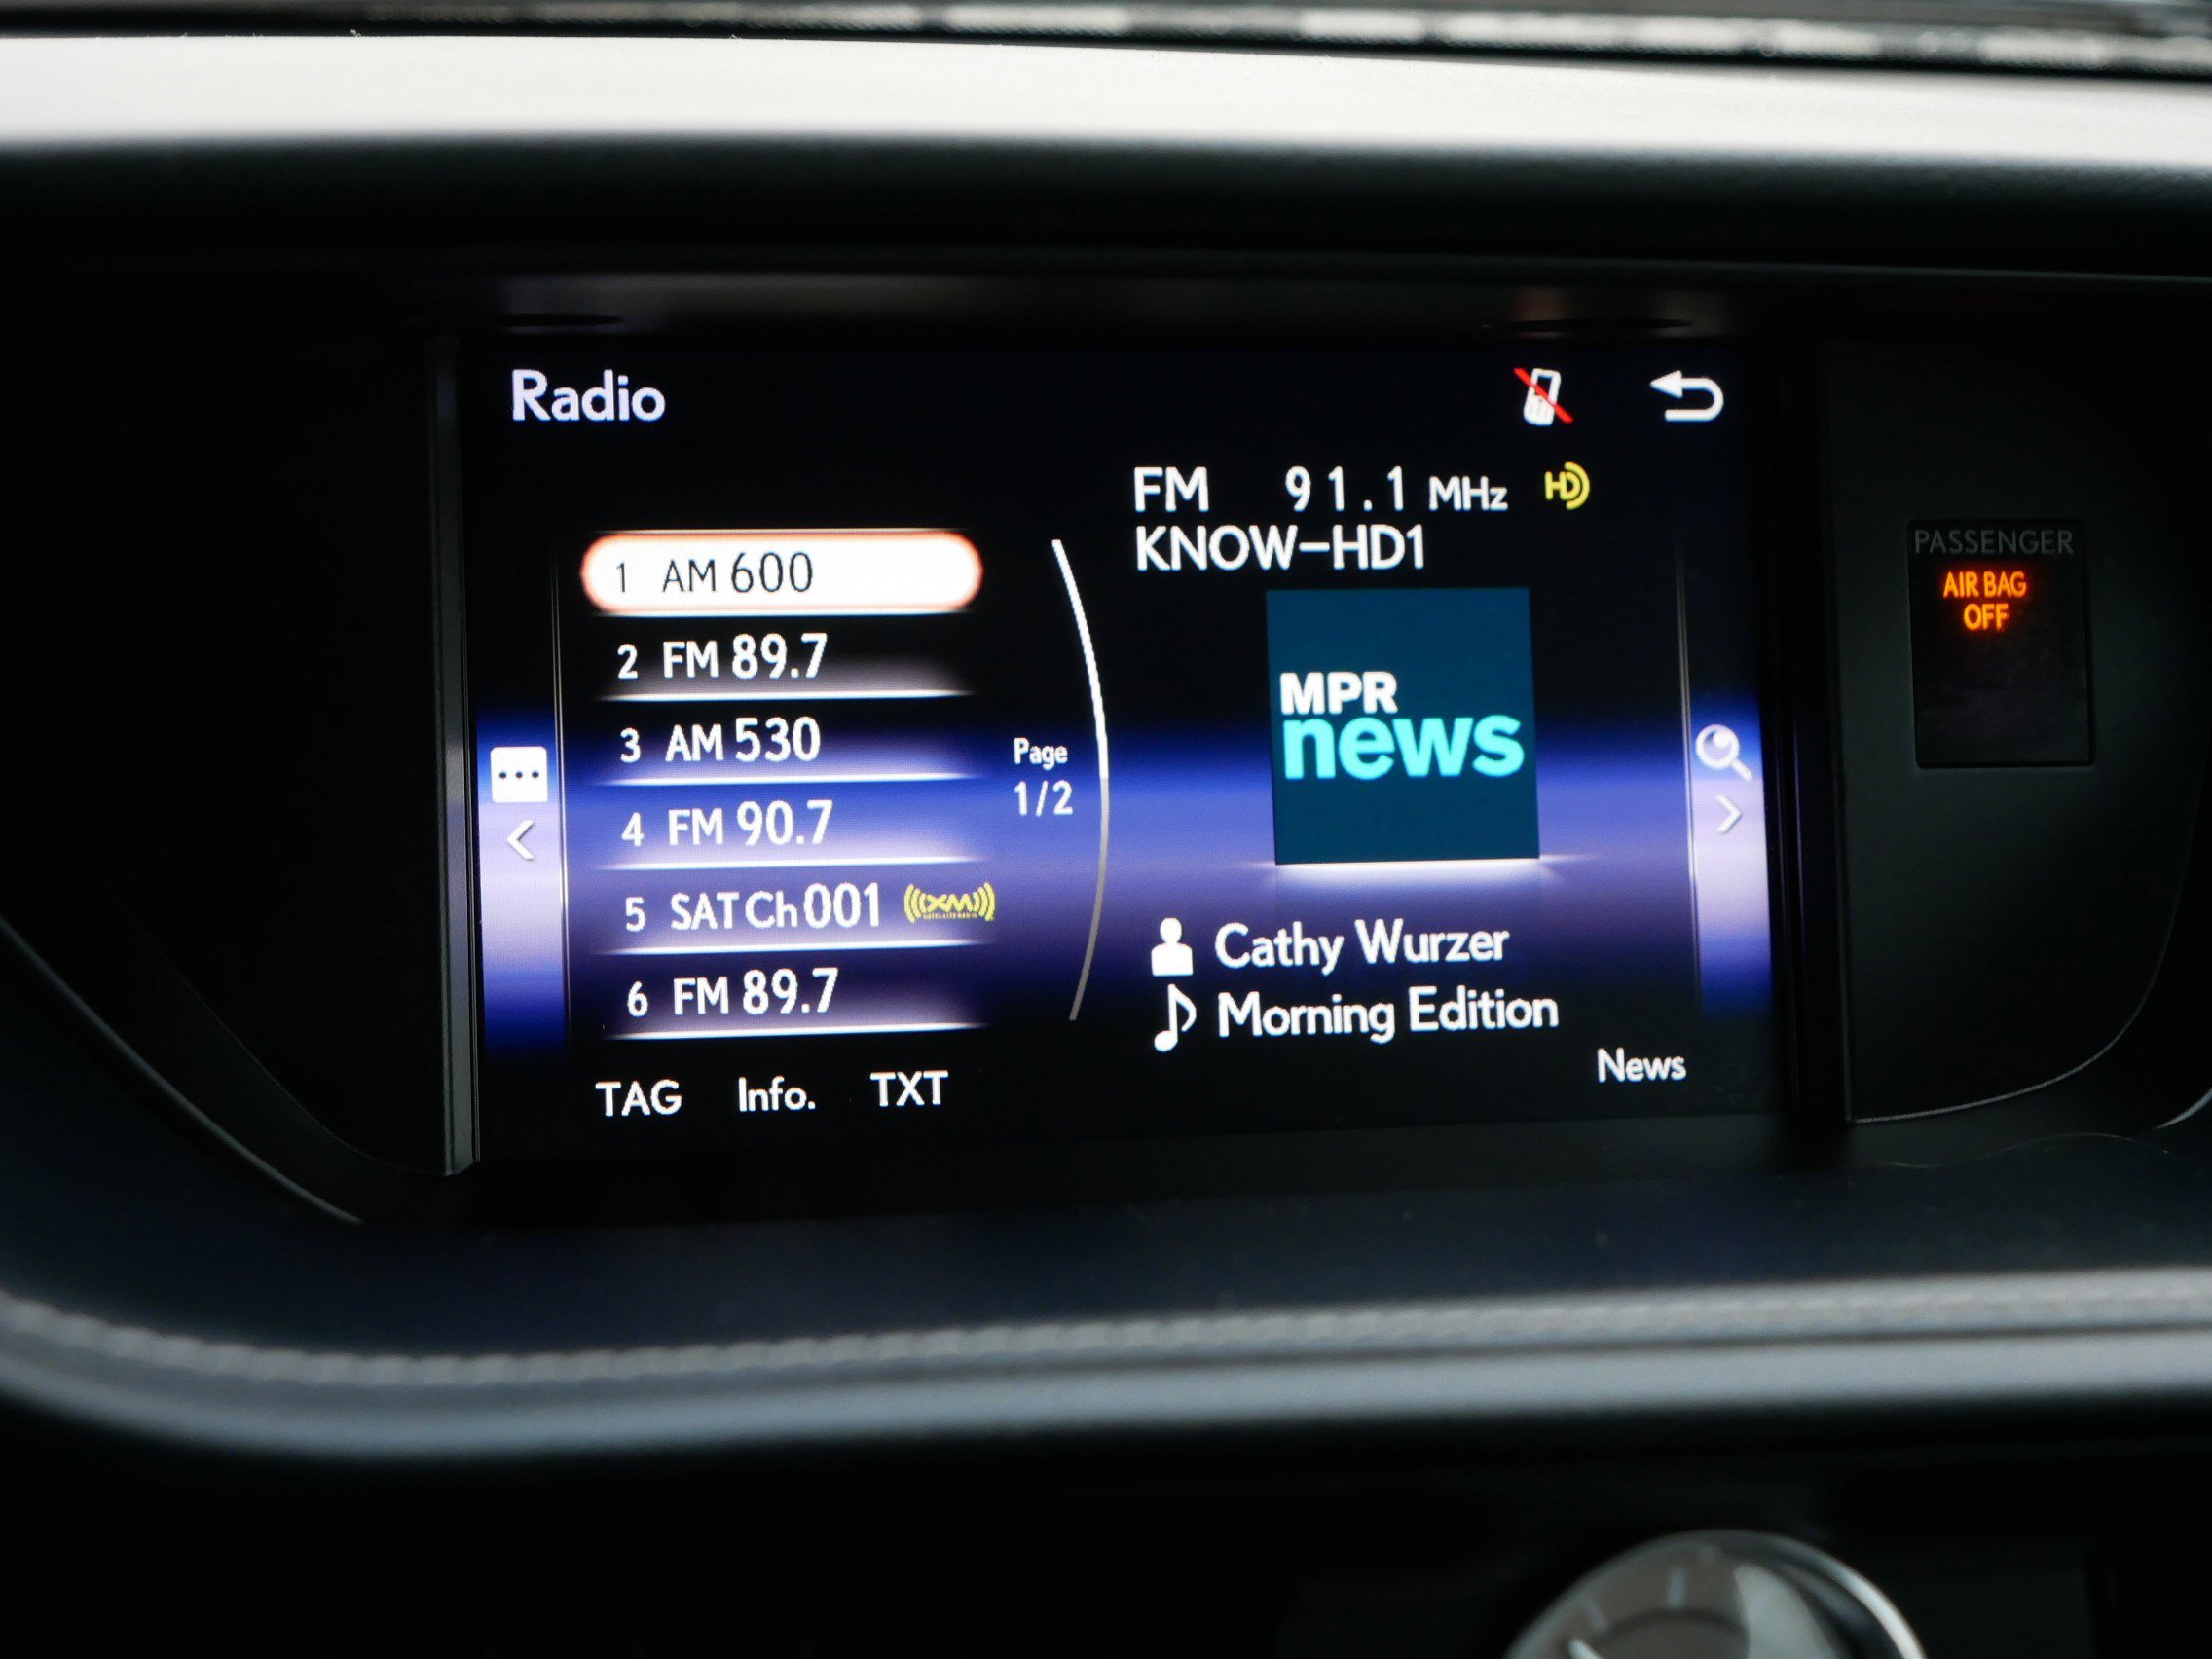 Radio
FM 91.1 MHz HD
KNOW-HD1
1 AM 600
2 FM 89.7
3 AM 530
4 FM 90.7
5 SAT Ch 001 XM
6 FM 89.7
Page
1/2
MPR
news
Cathy Wurzer
Morning Edition
News
TAG Info. TXT
PASSENGER
AIR BAG
OFF